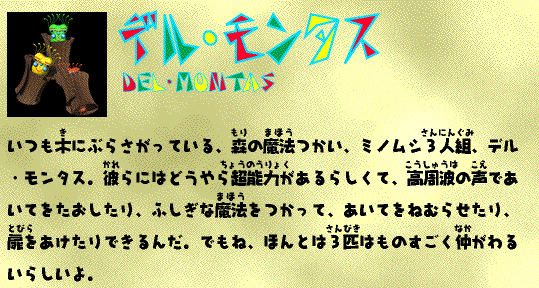 デル・モンタス
DEL・MONTAS
いつも木にぶらさがっている、森の魔法つかい、ミノムシ3人組、デル
・モンタス。彼らにはどうやら超能力があるらしくて、高周波の声であ
いてをたおしたり、ふしぎな魔法をつかって、あいてをねむらせたり、
扉をあけたりできるんだ。でもね、ほんとは3匹はものすごく仲がわる
いらしいよ。